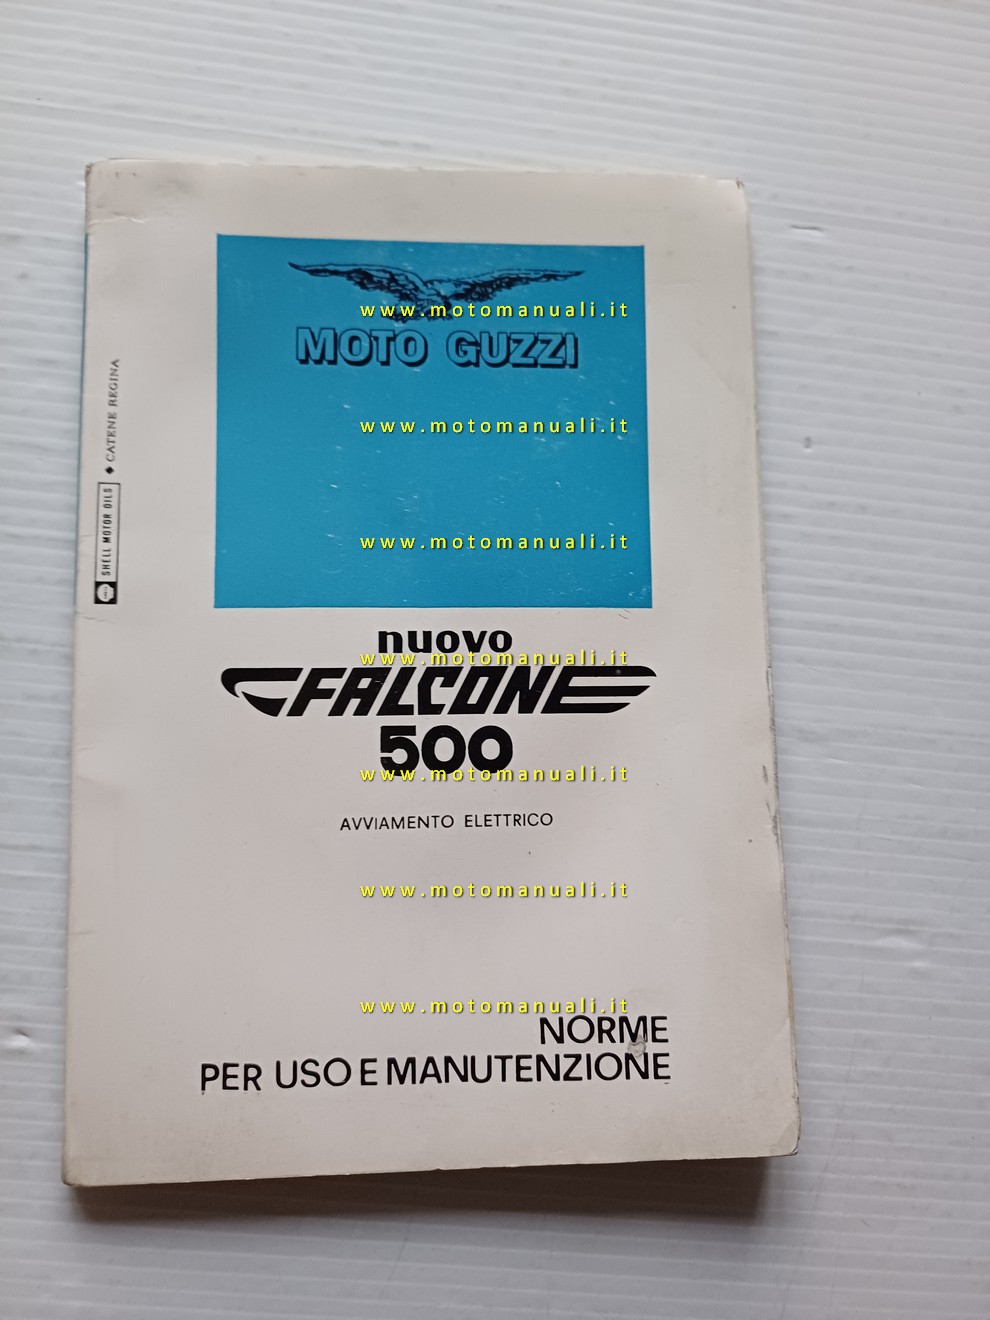 www.motomanuali.it
MOTO GUZZI
www.motomanuali.it
www.motomanuali.it
nuovo
www.motomanuali.it
FALCONE
500
www.motomanuali.it
AVVIAMENTO ELETTRICO
www.motomanuali.it
www.motomanuali.it
NORME
PER USO E MANUTENZIONE
SHELL MOTOR OILS ◆ CATENE REGINA